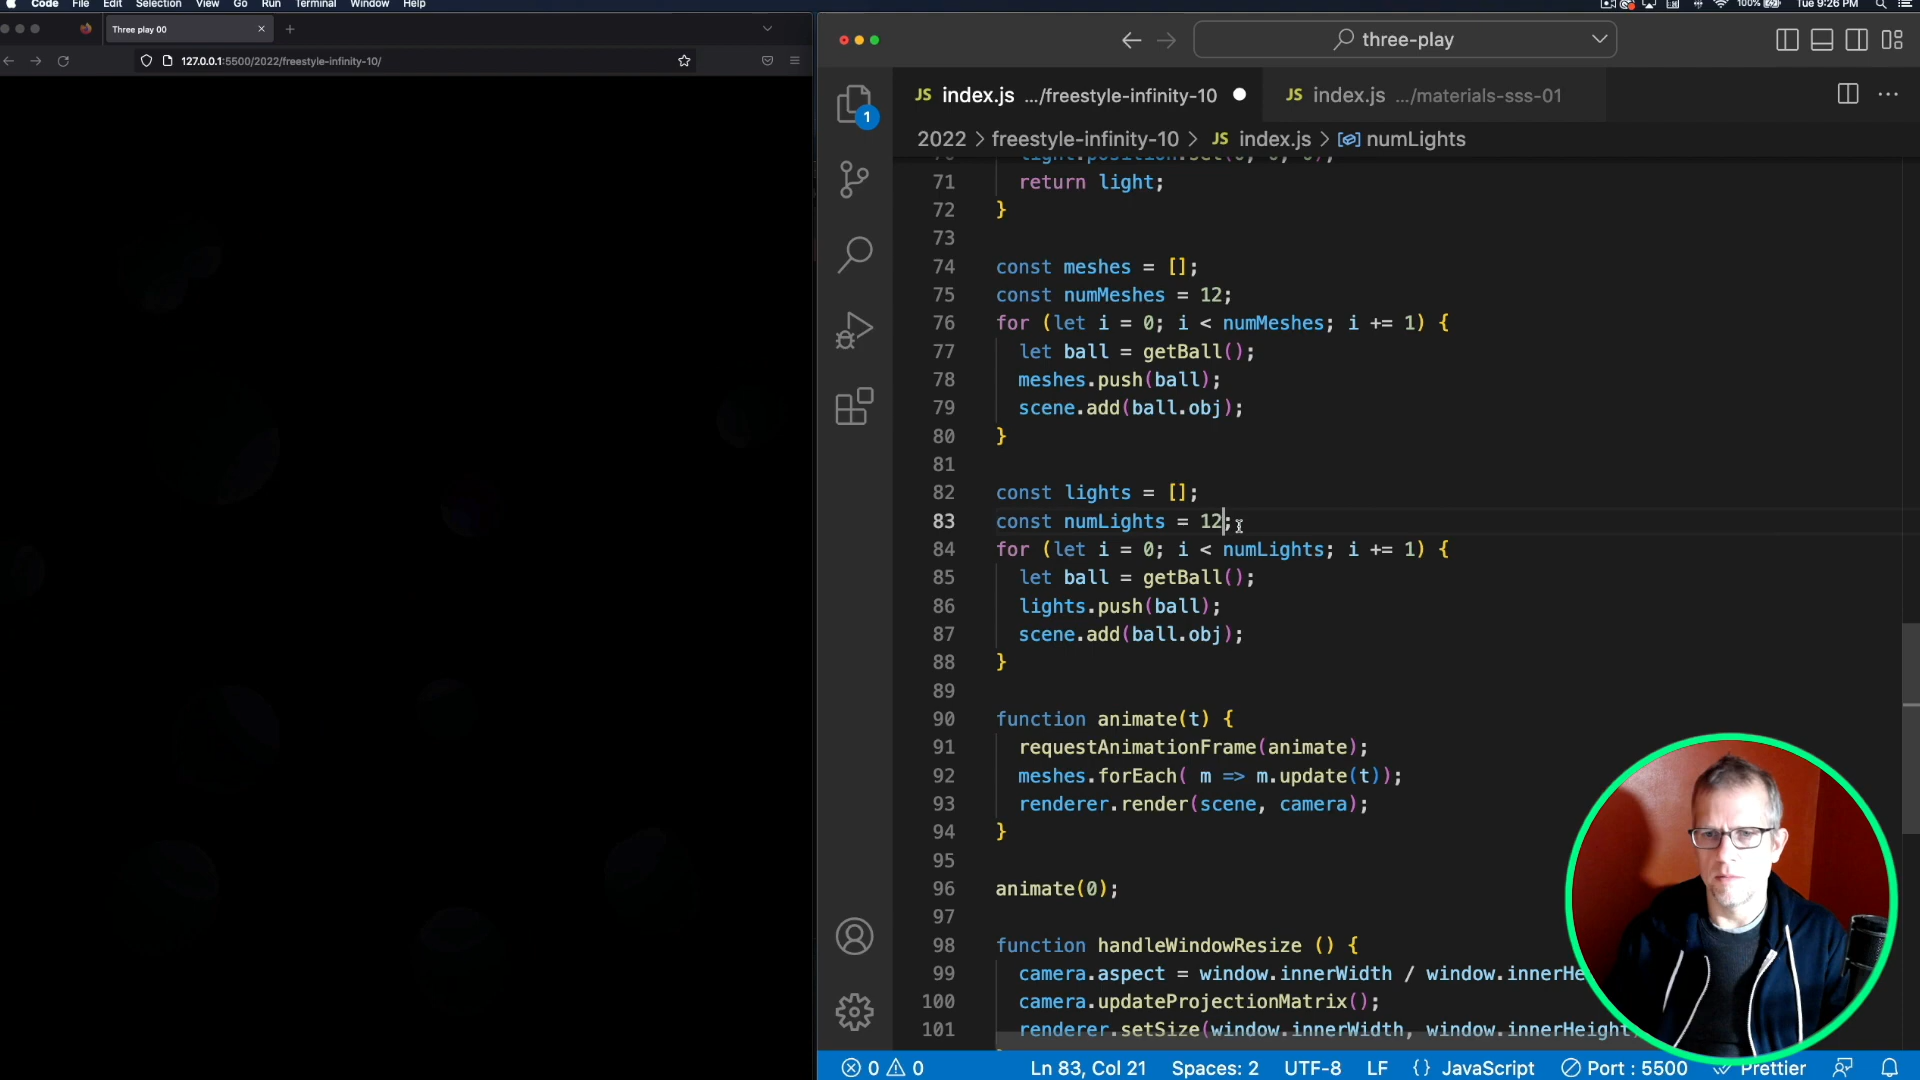 Code File Edit Selection View Go Run Terminal Window Help
100% Tue 9:26 PM
Three play 00
127.0.0.1:5500/2022/freestyle-infinity-10/
three-play
JS index.js .../freestyle-infinity-10
JS index.js .../materials-sss-01
2022 > freestyle-infinity-10 > JS index.js > numLights
1
70 light.position.set(0, 0, 0);
71 return light;
72 }
73
74 const meshes = [];
75 const numMeshes = 12;
76 for (let i = 0; i < numMeshes; i += 1) {
77 let ball = getBall();
78 meshes.push(ball);
79 scene.add(ball.obj);
80 }
81
82 const lights = [];
83 const numLights = 12;
84 for (let i = 0; i < numLights; i += 1) {
85 let ball = getBall();
86 lights.push(ball);
87 scene.add(ball.obj);
88 }
89
90 function animate(t) {
91 requestAnimationFrame(animate);
92 meshes.forEach( m => m.update(t));
93 renderer.render(scene, camera);
94 }
95
96 animate(0);
97
98 function handleWindowResize () {
99 camera.aspect = window.innerWidth / window.innerHe
100 camera.updateProjectionMatrix();
101 renderer.setSize(window.innerWidth, window.innerHeight
0 0 Ln 83, Col 21 Spaces: 2 UTF-8 LF {} JavaScript Port : 5500 Prettier